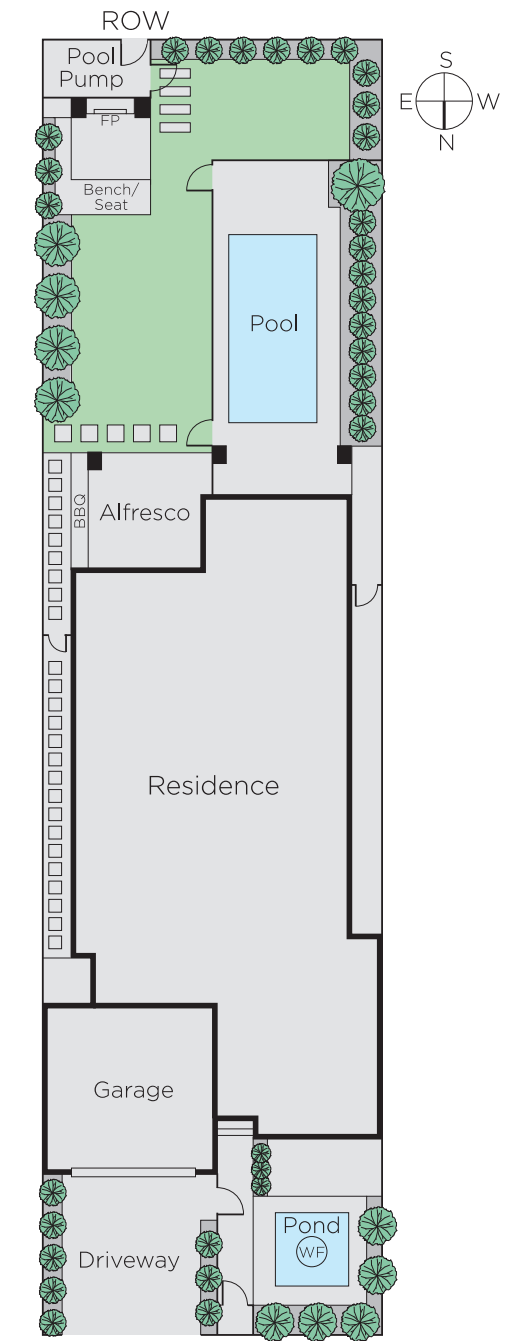 ROW
Pool
Pump
S
E
W
N
FP
Bench/
Seat
Pool
BBQ
Alfresco
Residence
Garage
Pond
WF
Driveway